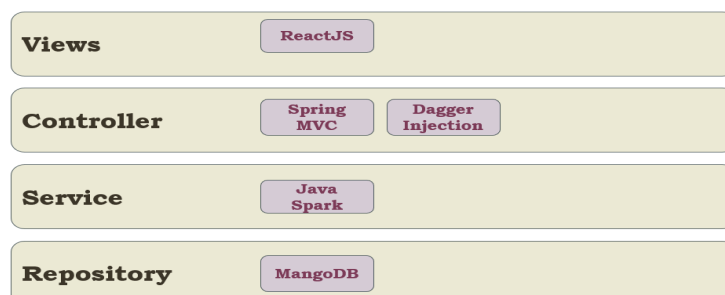 Views
ReactJS
Controller
Spring
MVC
Dagger
Injection
Service
Java
Spark
Repository
MangoDB